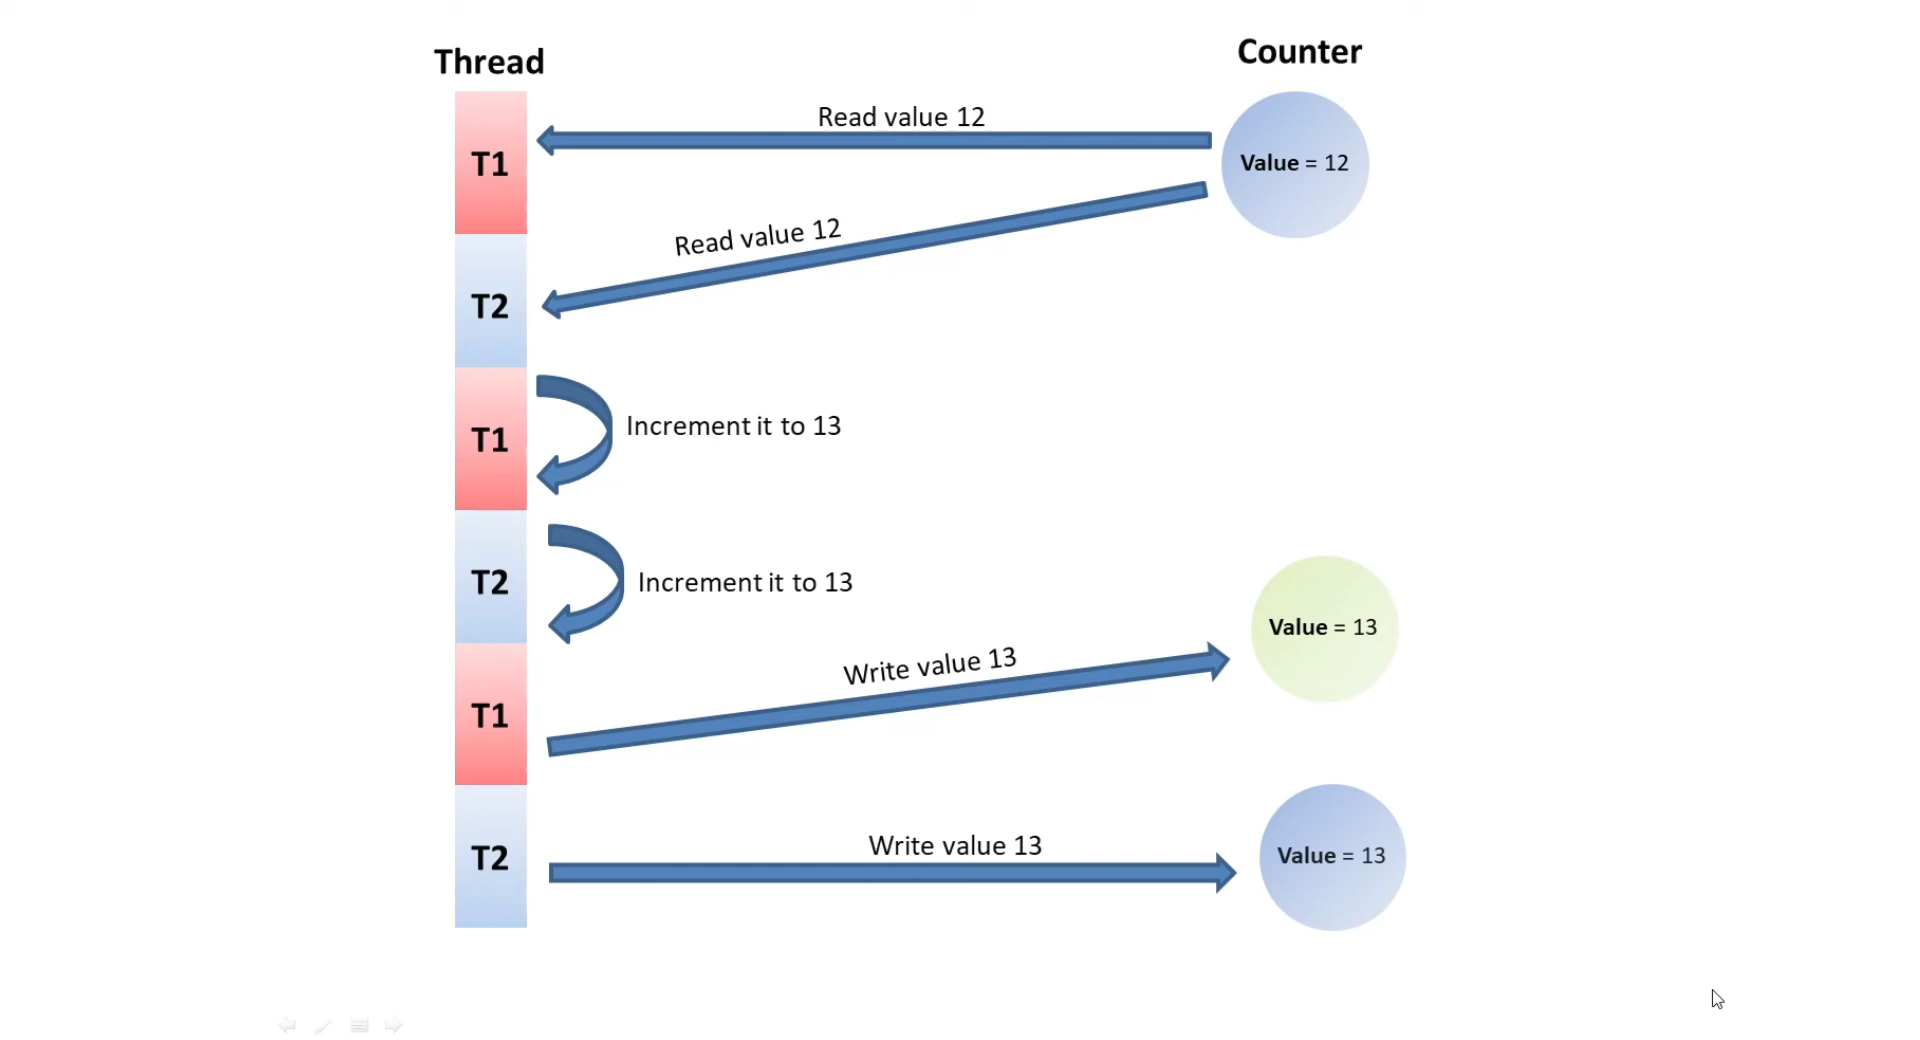 Thread
Counter
Read value 12
T1
Value = 12
Read value 12
T2
T1
Increment it to 13
T2
Increment it to 13
Value = 13
Write value 13
T1
Write value 13
T2
Value = 13